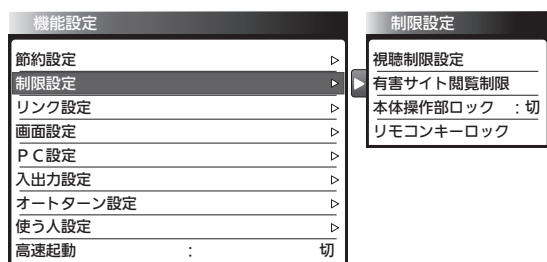 機能設定
節約設定
制限設定
リンク設定
画面設定
PC設定
入出力設定
オートターン設定
使う人設定
高速起動 : 切
制限設定
視聴制限設定
有害サイト閲覧制限
本体操作部ロック :切
リモコンキーロック